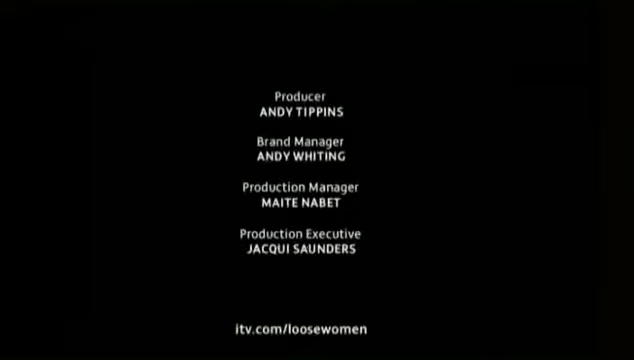 Producer
ANDY TIPPINS
Brand Manager
ANDY WHITING
Production Manager
MAITE NABET
Production Executive
JACQUI SAUNDERS
itv.com/loosewomen